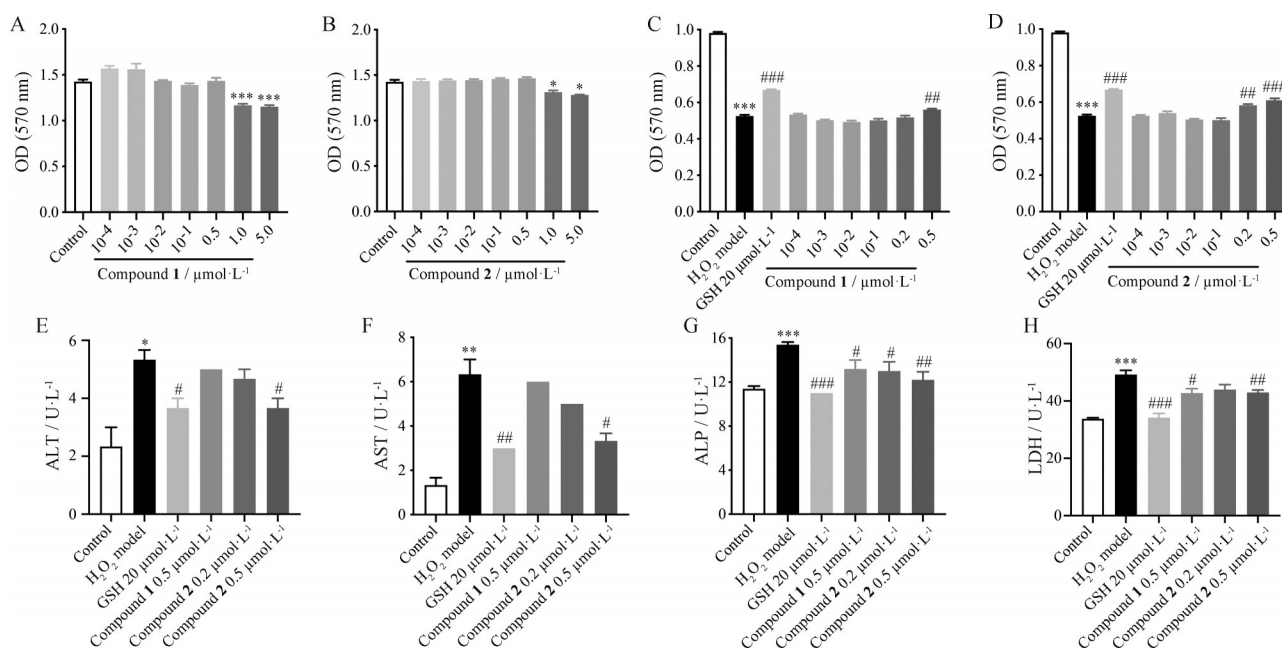 A
OD (570 nm)
2.0
1.5
1.0
0.5
0.0
*** ***
Control
10⁻⁴
10⁻³
10⁻²
10⁻¹
0.5
1.0
5.0
Compound 1 / µmol·L⁻¹
B
OD (570 nm)
2.0
1.5
1.0
0.5
0.0
* *
Control
10⁻⁴
10⁻³
10⁻²
10⁻¹
0.5
1.0
5.0
Compound 2 / µmol·L⁻¹
C
OD (570 nm)
1.0
0.8
0.6
0.4
0.2
0.0
*** ### ##
Control
H₂O₂ model
GSH 20 µmol·L⁻¹
10⁻⁴
10⁻³
10⁻²
10⁻¹
0.2
0.5
Compound 1 / µmol·L⁻¹
D
OD (570 nm)
1.0
0.8
0.6
0.4
0.2
0.0
*** ### ## ###
Control
H₂O₂ model
GSH 20 µmol·L⁻¹
10⁻⁴
10⁻³
10⁻²
10⁻¹
0.2
0.5
Compound 2 / µmol·L⁻¹
E
ALT / U·L⁻¹
6
4
2
0
* # #
Control
H₂O₂ model
GSH 20 µmol·L⁻¹
Compound 1 0.5 µmol·L⁻¹
Compound 2 0.2 µmol·L⁻¹
Compound 2 0.5 µmol·L⁻¹
F
AST / U·L⁻¹
8
6
4
2
0
** ## #
Control
H₂O₂ model
GSH 20 µmol·L⁻¹
Compound 1 0.5 µmol·L⁻¹
Compound 2 0.2 µmol·L⁻¹
Compound 2 0.5 µmol·L⁻¹
G
ALP / U·L⁻¹
16
12
8
4
0
*** ### # # ##
Control
H₂O₂ model
GSH 20 µmol·L⁻¹
Compound 1 0.5 µmol·L⁻¹
Compound 2 0.2 µmol·L⁻¹
Compound 2 0.5 µmol·L⁻¹
H
LDH / U·L⁻¹
60
40
20
0
*** ### # ##
Control
H₂O₂ model
GSH 20 µmol·L⁻¹
Compound 1 0.5 µmol·L⁻¹
Compound 2 0.2 µmol·L⁻¹
Compound 2 0.5 µmol·L⁻¹